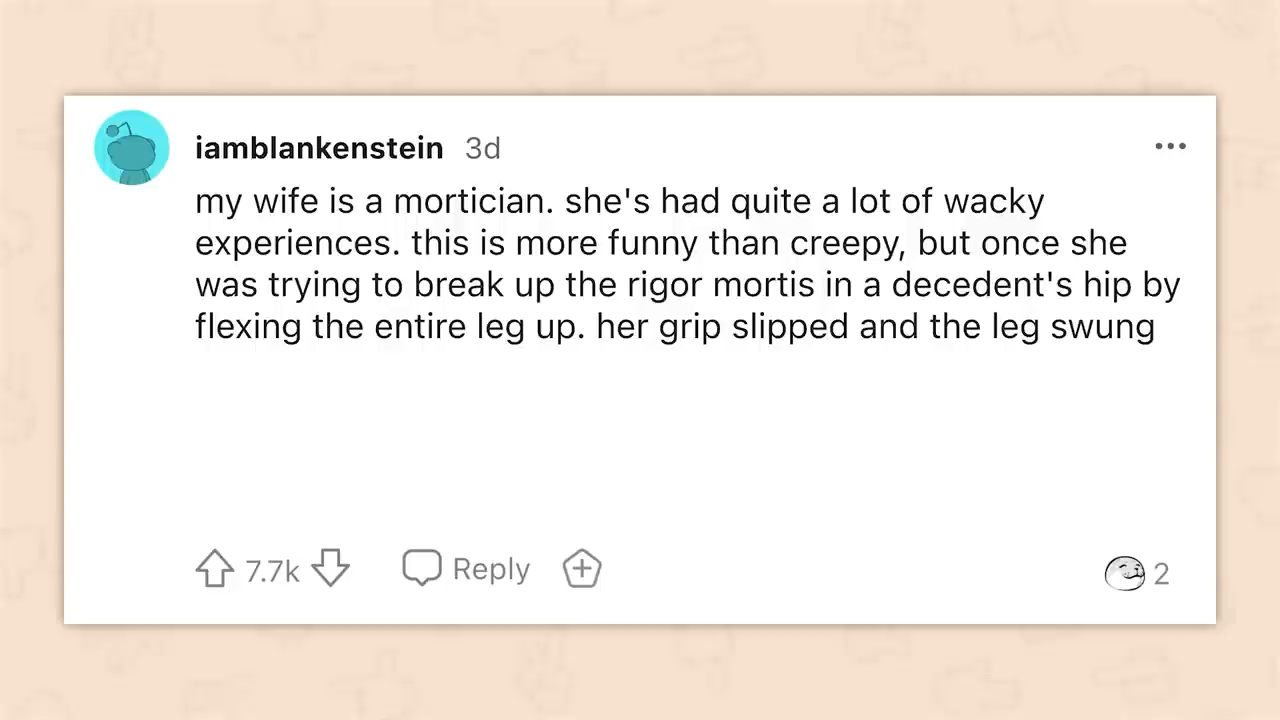 iamblankenstein 3d
my wife is a mortician. she's had quite a lot of wacky
experiences. this is more funny than creepy, but once she
was trying to break up the rigor mortis in a decedent's hip by
flexing the entire leg up. her grip slipped and the leg swung
7.7k Reply 2